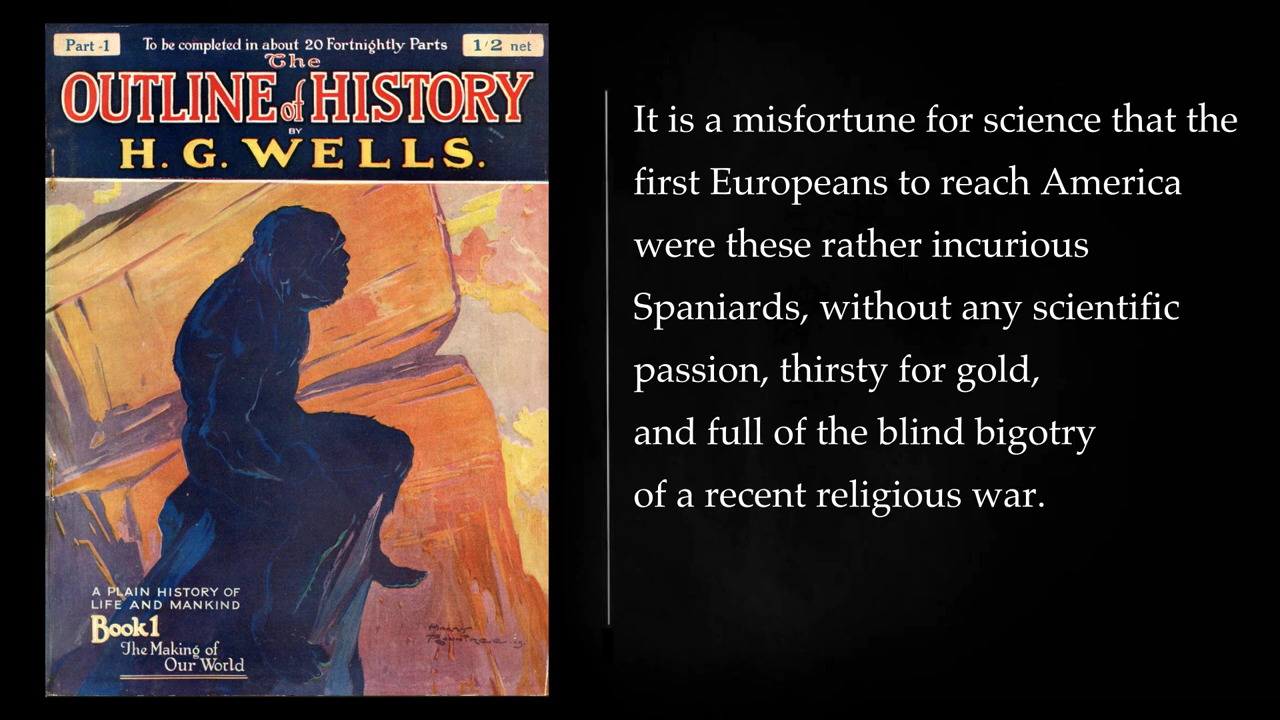 Part -1
To be completed in about 20 Fortnightly Parts
1/2 net
The
OUTLINE of HISTORY
BY
H. G. WELLS.
A PLAIN HISTORY OF
LIFE AND MANKIND
Book 1
The Making of
Our World
It is a misfortune for science that the
first Europeans to reach America
were these rather incurious
Spaniards, without any scientific
passion, thirsty for gold,
and full of the blind bigotry
of a recent religious war.